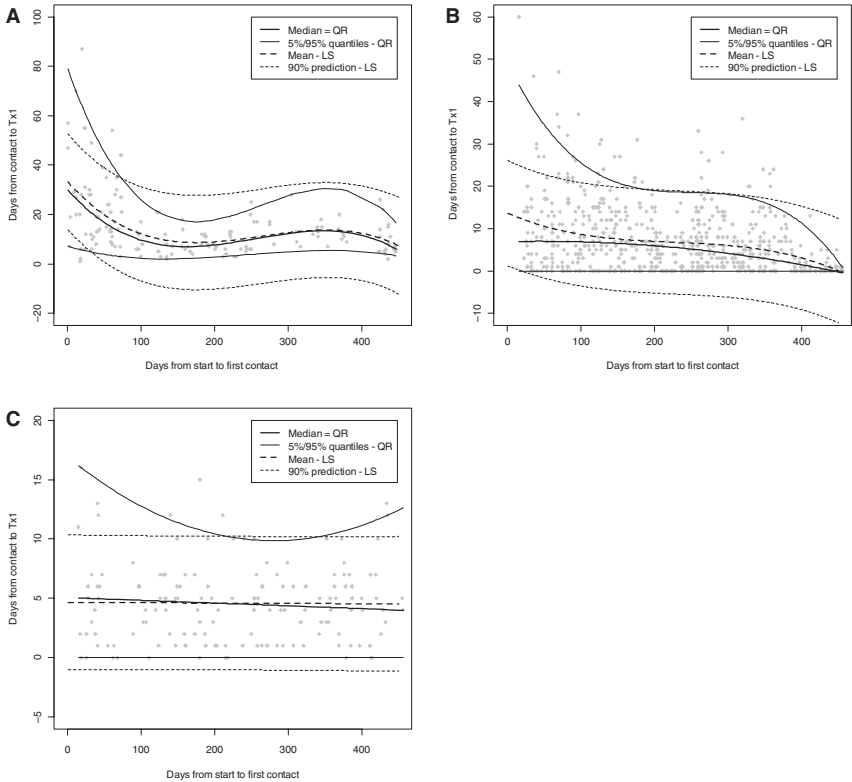 A
Median = QR
5%/95% quantiles - QR
Mean - LS
90% prediction - LS
Days from contact to Tx1
100
80
60
40
20
0
−20
0 100 200 300 400
Days from start to first contact
B
Median = QR
5%/95% quantiles - QR
Mean - LS
90% prediction - LS
Days from contact to Tx1
60
50
40
30
20
10
0
−10
0 100 200 300 400
Days from start to first contact
C
Median = QR
5%/95% quantiles - QR
Mean - LS
90% prediction - LS
Days from contact to Tx1
20
15
10
5
0
−5
0 100 200 300 400
Days from start to first contact